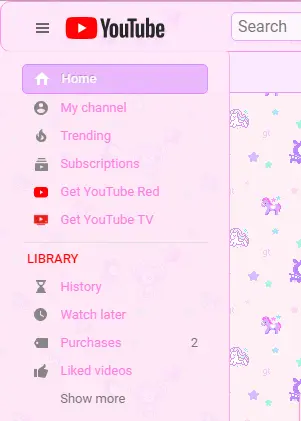 YouTube
Search
Home
My channel
Trending
Subscriptions
Get YouTube Red
Get YouTube TV
LIBRARY
History
Watch later
Purchases 2
Liked videos
Show more